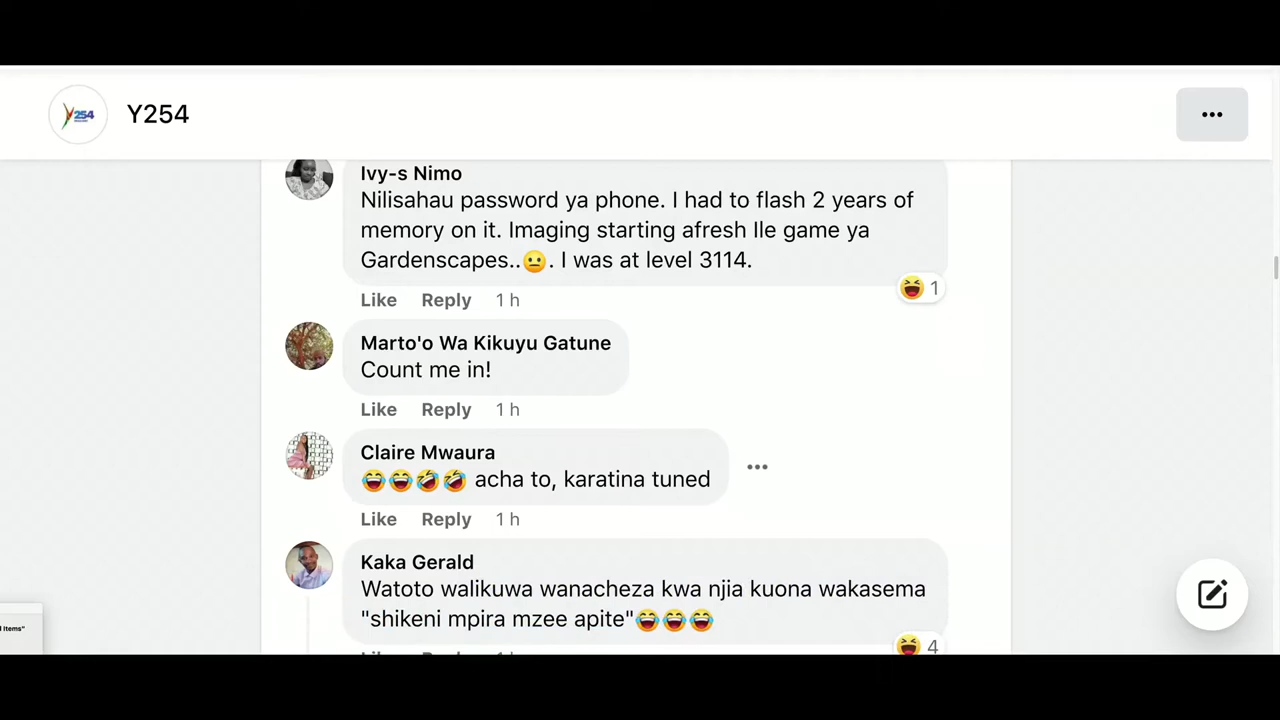 Y254
Y254
Ivy-s Nimo
Nilisahau password ya phone. I had to flash 2 years of
memory on it. Imaging starting afresh lle game ya
Gardenscapes..😐. I was at level 3114.
😆 1
Like Reply 1 h
Marto'o Wa Kikuyu Gatune
Count me in!
Like Reply 1 h
Claire Mwaura
😂😂🤣🤣 acha to, karatina tuned
Like Reply 1 h
Kaka Gerald
Watoto walikuwa wanacheza kwa njia kuona wakasema
"shikeni mpira mzee apite"😂😂😂
😆 4
l Items"